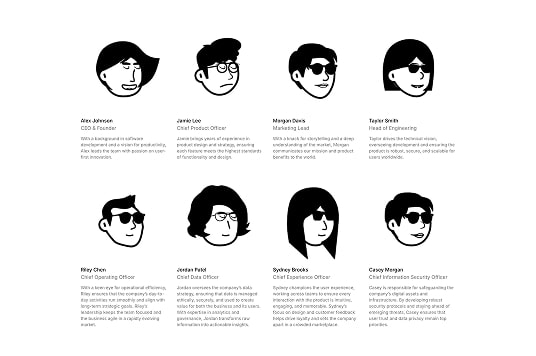 Alex Johnson
CEO & Founder
With a background in software
development and a vision for productivity,
Alex leads the team with passion on user-
first innovation.
Jamie Lee
Chief Product Officer
Jamie brings years of experience in
product design and strategy, ensuring
each feature meets the highest standards
of functionality and design.
Morgan Davis
Marketing Lead
With a knack for storytelling and a deep
understanding of the market, Morgan
communicates our mission and product
benefits to the world.
Taylor Smith
Head of Engineering
Taylor drives the technical vision,
overseeing development and ensuring the
product is robust, secure, and scalable for
users worldwide.
Riley Chen
Chief Operating Officer
With a keen eye for operational efficiency,
Riley ensures that the company's day-to-
day activities run smoothly and align with
long-term strategic goals. Riley's
leadership keeps the team focused and
the business agile in a rapidly evolving
market.
Jordan Patel
Chief Data Officer
Jordan oversees the company's data
strategy, ensuring that data is managed
ethically, securely, and used to create
value for both the business and its users.
With expertise in analytics and
governance, Jordan transforms raw
information into actionable insights.
Sydney Brooks
Chief Experience Officer
Sydney champions the user experience,
working across teams to ensure every
interaction with the product is intuitive,
engaging, and memorable. Sydney's
focus on design and customer feedback
helps drive loyalty and sets the company
apart in a crowded marketplace.
Casey Morgan
Chief Information Security Officer
Casey is responsible for safeguarding the
company's digital assets and
infrastructure. By developing robust
security protocols and staying ahead of
emerging threats, Casey ensures that
user trust and data privacy remain top
priorities.